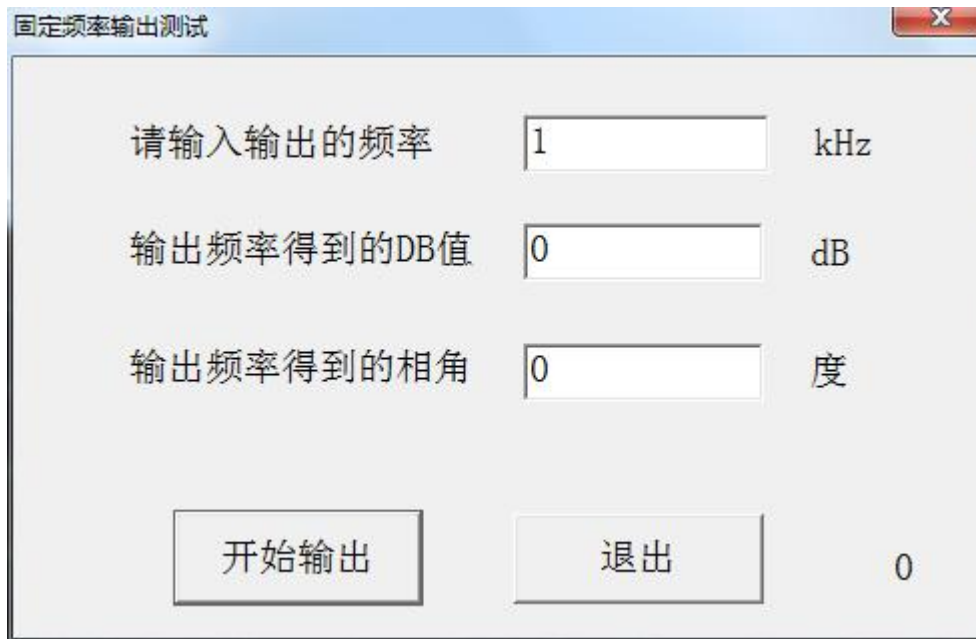 固定频率输出测试
请输入输出的频率 1 kHz
输出频率得到的DB值 0 dB
输出频率得到的相角 0 度
开始输出 退出 0